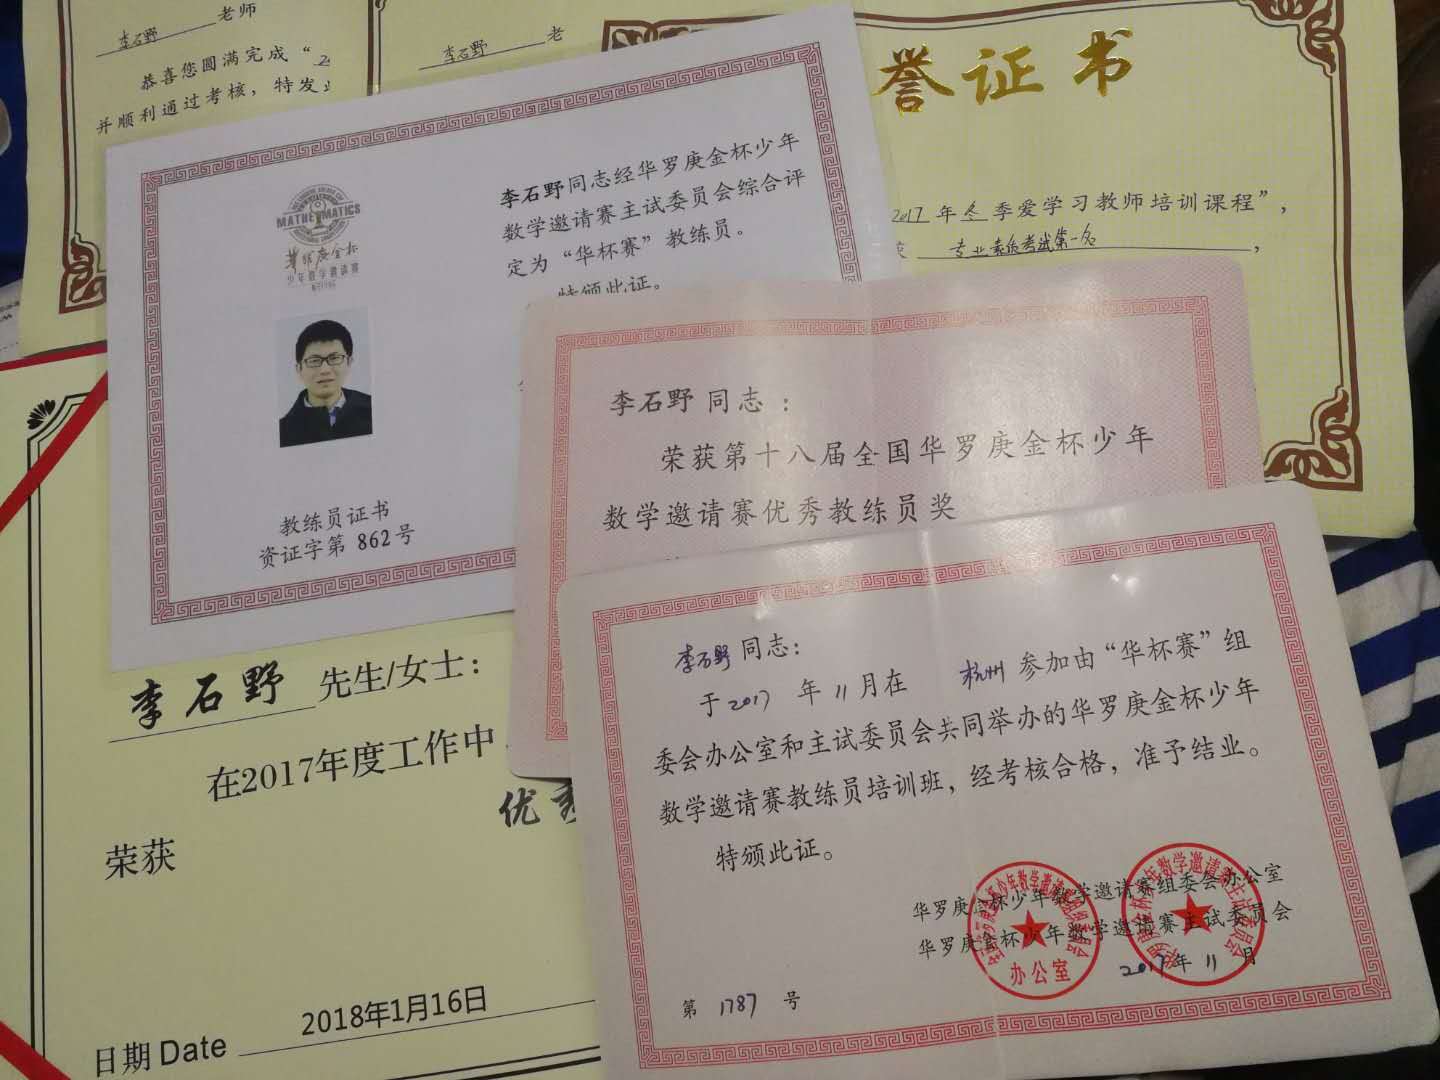 李石野 老师
恭喜您圆满完成“
并顺利通过考核，特发
李石野 老
誉证书
2017 年冬季爱学习教师培训课程”，
专业素质考试第一名，
MATHEMATICS
华罗庚金杯
少年数学邀请赛
李石野同志经华罗庚金杯少年
数学邀请赛主试委员会综合评
定为“华杯赛”教练员。
特颁此证。
教练员证书
资证字第 862 号
李石野 同志：
荣获第十八届全国华罗庚金杯少年
数学邀请赛优秀教练员奖
李石野 先生/女士：
在2017年度工作中
优
荣获
2018年1月16日
日期 Date
李石野 同志：
于 2017 年 11 月在 杭州 参加由“华杯赛”组
委会办公室和主试委员会共同举办的华罗庚金杯少年
数学邀请赛教练员培训班，经考核合格，准予结业。
特颁此证。
华罗庚金杯少年数学邀请赛组委会办公室
华罗庚金杯少年数学邀请赛主试委员会
办公室
2017 年 11 月
第 1787 号